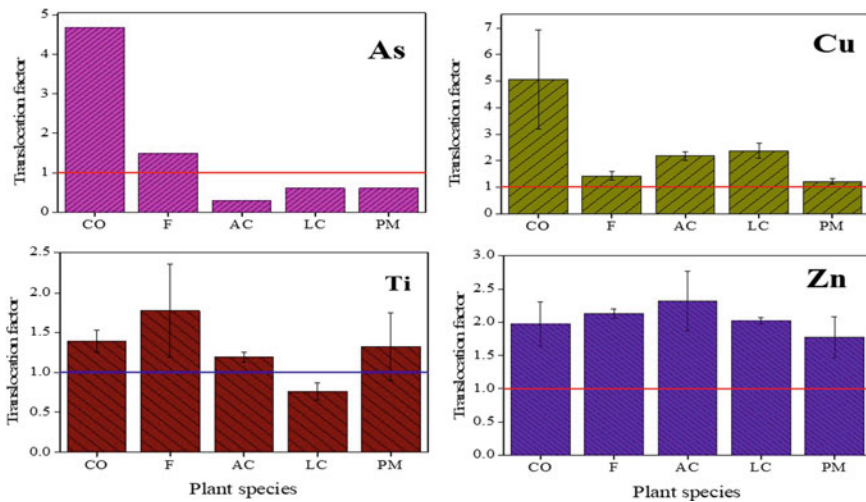 As
Translocation factor
5
4
3
2
1
0
CO F AC LC PM
Cu
Translocation factor
7
6
5
4
3
2
1
0
CO F AC LC PM
Ti
Translocation factor
2.5
2.0
1.5
1.0
0.5
0.0
CO F AC LC PM
Plant species
Zn
Translocation factor
3.0
2.5
2.0
1.5
1.0
0.5
0.0
CO F AC LC PM
Plant species